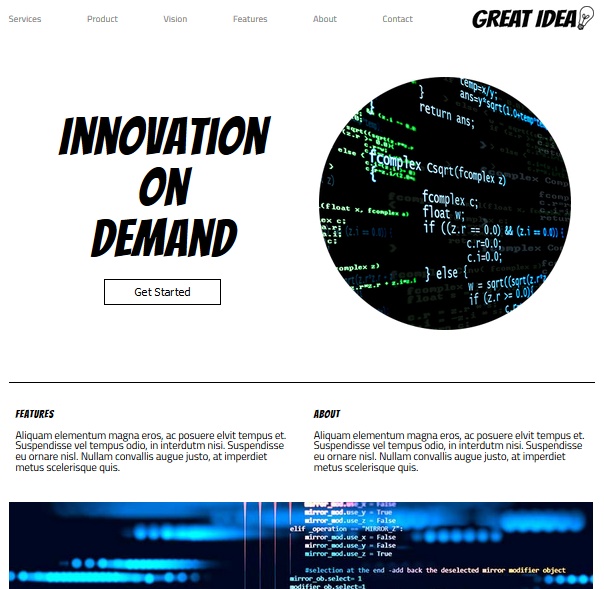 Services Product Vision Features About Contact GREAT IDEA
INNOVATION
ON
DEMAND
Get Started
temp=x/y;
}
ans=y*sqrt(1.0+temp
return ans;
}
else {
fcomplex Csqrt(fcomplex z)
{
fcomplex c;
(float x, fcomplex a)
float w;
if ((z.r == 0.0) && (z.i == 0.0))
c.r=0.0;
c.i=0.0;
} else {
w = sqrt((sqrt(z.r
if (z.r >= 0.0)
FEATURES
Aliquam elementum magna eros, ac posuere elvit tempus et.
Suspendisse vel tempus odio, in interdutm nisi. Suspendisse
eu ornare nisl. Nullam convallis augue justo, at imperdiet
metus scelerisque quis.
ABOUT
Aliquam elementum magna eros, ac posuere elvit tempus et.
Suspendisse vel tempus odio, in interdutm nisi. Suspendisse
eu ornare nisl. Nullam convallis augue justo, at imperdiet
metus scelerisque quis.
mirror_mod.use_x = False
mirror_mod.use_y = True
mirror_mod.use_z = False
elif _operation == "MIRROR_Z":
mirror_mod.use_x = False
mirror_mod.use_y = False
mirror_mod.use_z = True
#selection at the end -add back the deselected mirror modifier object
mirror_ob.select= 1
modifier_ob.select=1